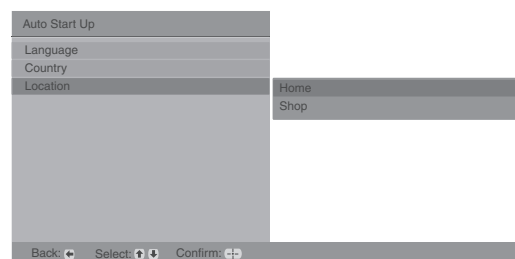 Auto Start Up
Language
Country
Location
Home
Shop
Back: Select: Confirm: